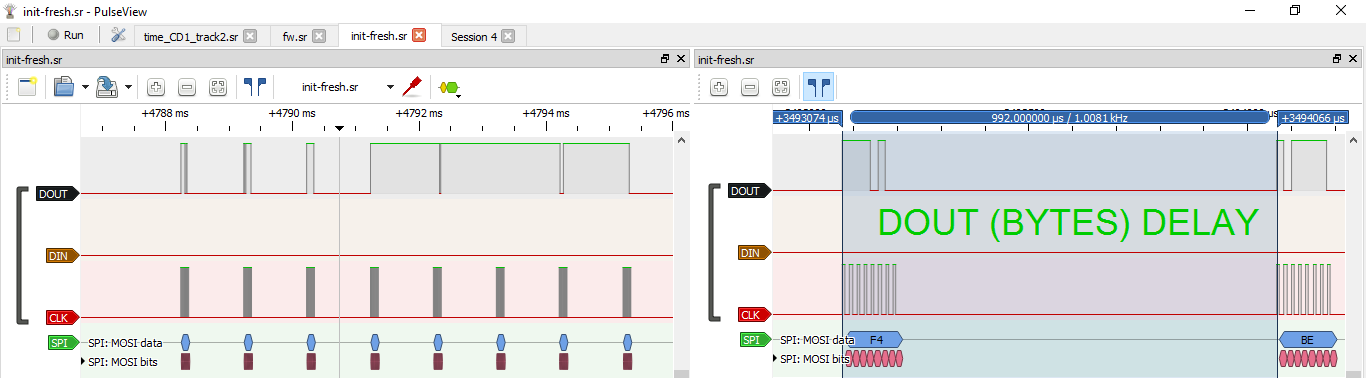 init-fresh.sr - PulseView
Run
time_CD1_track2.sr
fw.sr
init-fresh.sr
Session 4
init-fresh.sr
init-fresh.sr
+4788 ms
+4790 ms
+4792 ms
+4794 ms
+4796 ms
DOUT
DIN
CLK
SPI
SPI: MOSI data
SPI: MOSI bits
init-fresh.sr
+3493074 µs
992.000000 µs / 1.0081 kHz
+3494066 µs
DOUT
DOUT (BYTES) DELAY
DIN
CLK
SPI
SPI: MOSI data
F4
BE
SPI: MOSI bits